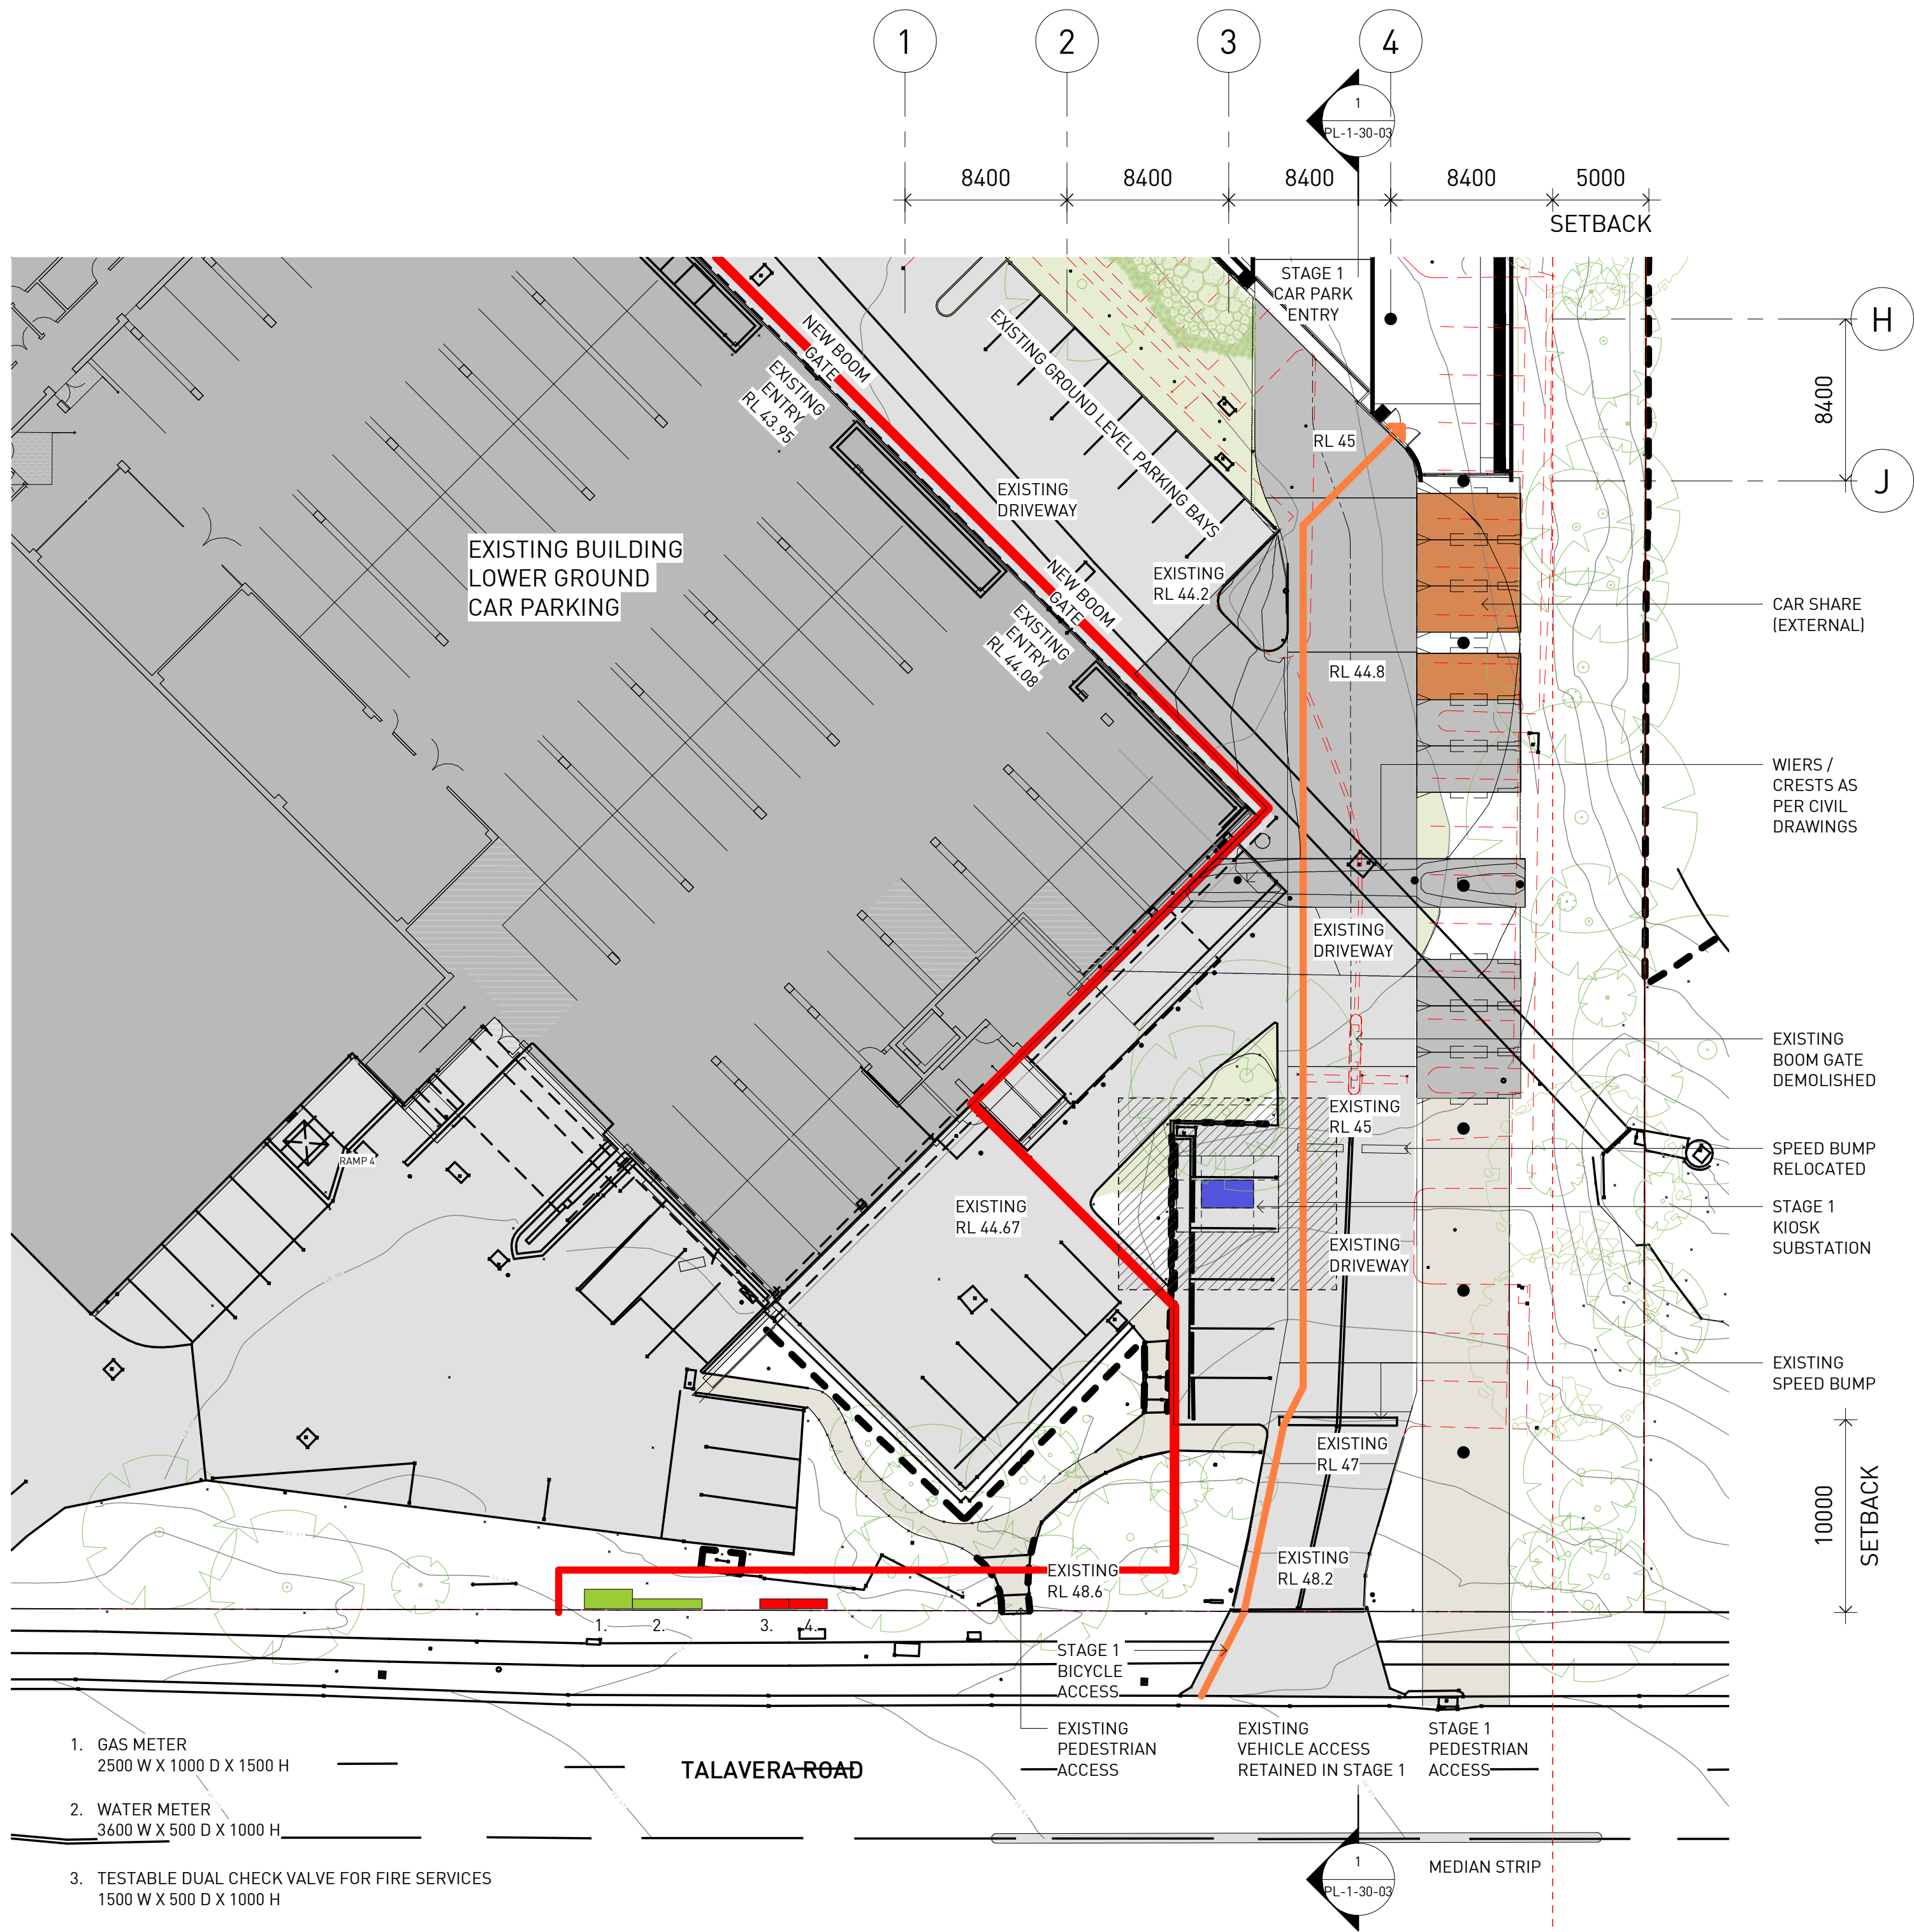 1
2
3
4
1
PL-1-30-03
8400
8400
8400
8400
5000
SETBACK
STAGE 1
CAR PARK
ENTRY
H
8400
J
NEW BOOM
GATE
EXISTING
ENTRY
RL 43.95
EXISTING GROUND LEVEL PARKING BAYS
RL 45
EXISTING
DRIVEWAY
EXISTING BUILDING
LOWER GROUND
CAR PARKING
NEW BOOM
GATE
EXISTING
ENTRY
RL 44.08
EXISTING
RL 44.2
CAR SHARE
(EXTERNAL)
RL 44.8
WIERS /
CRESTS AS
PER CIVIL
DRAWINGS
EXISTING
DRIVEWAY
EXISTING
BOOM GATE
DEMOLISHED
EXISTING
RL 45
SPEED BUMP
RELOCATED
RAMP 4
EXISTING
RL 44.67
STAGE 1
KIOSK
SUBSTATION
EXISTING
DRIVEWAY
EXISTING
SPEED BUMP
EXISTING
RL 47
10000
SETBACK
EXISTING
RL 48.6
EXISTING
RL 48.2
1.
2.
3.
4.
STAGE 1
BICYCLE
ACCESS
EXISTING
PEDESTRIAN
ACCESS
EXISTING
VEHICLE ACCESS
RETAINED IN STAGE 1
STAGE 1
PEDESTRIAN
ACCESS
TALAVERA ROAD
1. GAS METER
2500 W X 1000 D X 1500 H
2. WATER METER
3600 W X 500 D X 1000 H
3. TESTABLE DUAL CHECK VALVE FOR FIRE SERVICES
1500 W X 500 D X 1000 H
1
PL-1-30-03
MEDIAN STRIP